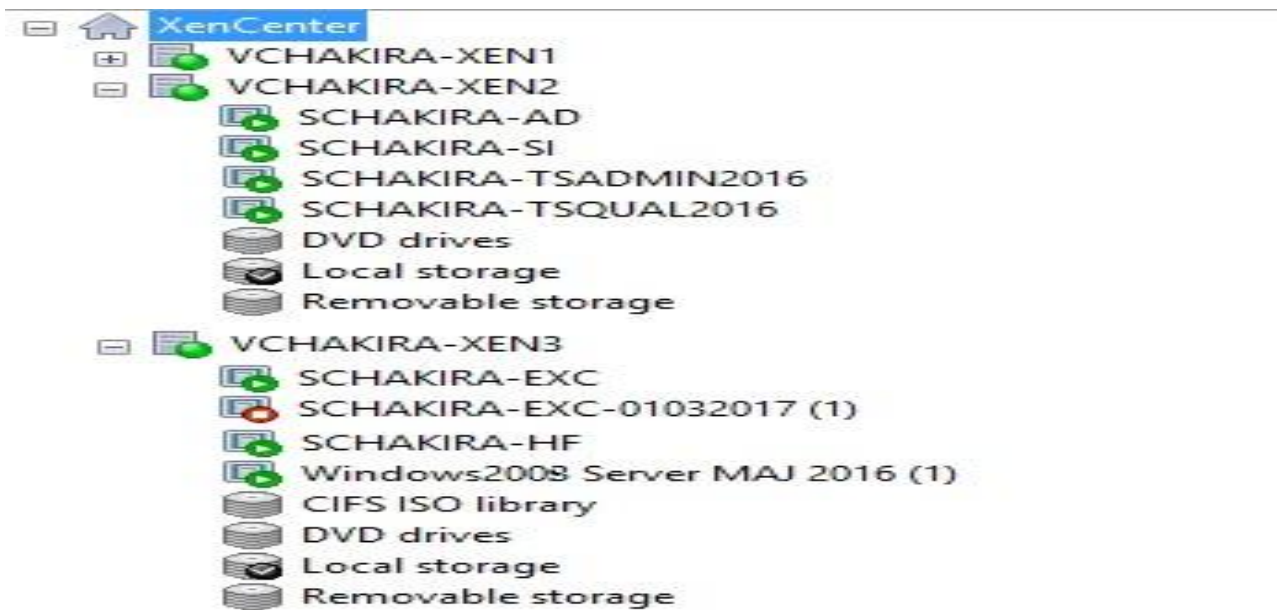 XenCenter
VCHAKIRA-XEN1
VCHAKIRA-XEN2
SCHAKIRA-AD
SCHAKIRA-SI
SCHAKIRA-TSADMIN2016
SCHAKIRA-TSQUAL2016
DVD drives
Local storage
Removable storage
VCHAKIRA-XEN3
SCHAKIRA-EXC
SCHAKIRA-EXC-01032017 (1)
SCHAKIRA-HF
Windows2008 Server MAJ 2016 (1)
CIFS ISO library
DVD drives
Local storage
Removable storage